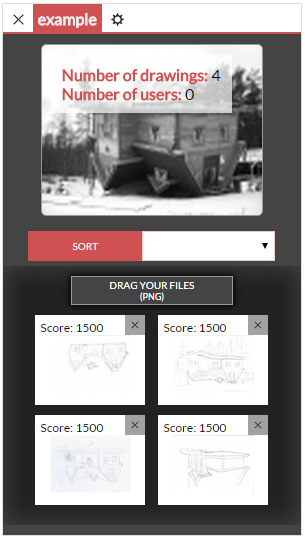 example
Number of drawings: 4
Number of users: 0
SORT
DRAG YOUR FILES
(PNG)
Score: 1500
Score: 1500
Score: 1500
Score: 1500